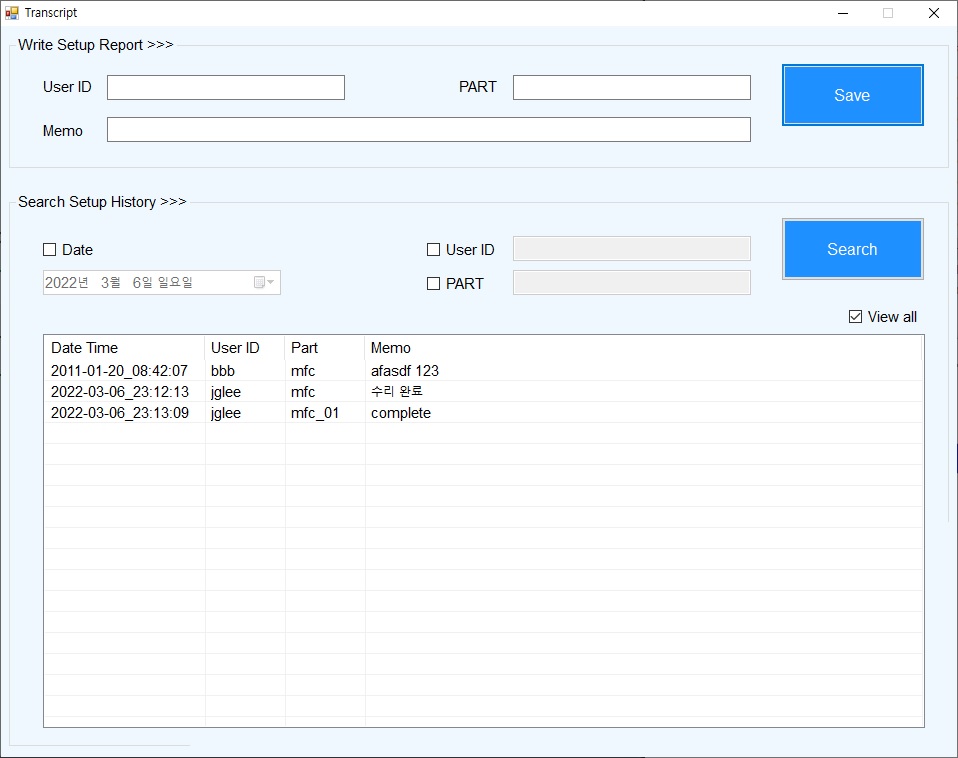 Transcript
Write Setup Report >>>
User ID
PART
Save
Memo
Search Setup History >>>
Date
User ID
Search
2022년 3월 6일 일요일
PART
View all
Date Time User ID Part Memo
2011-01-20_08:42:07 bbb mfc afasdf 123
2022-03-06_23:12:13 jglee mfc 수리 완료
2022-03-06_23:13:09 jglee mfc_01 complete